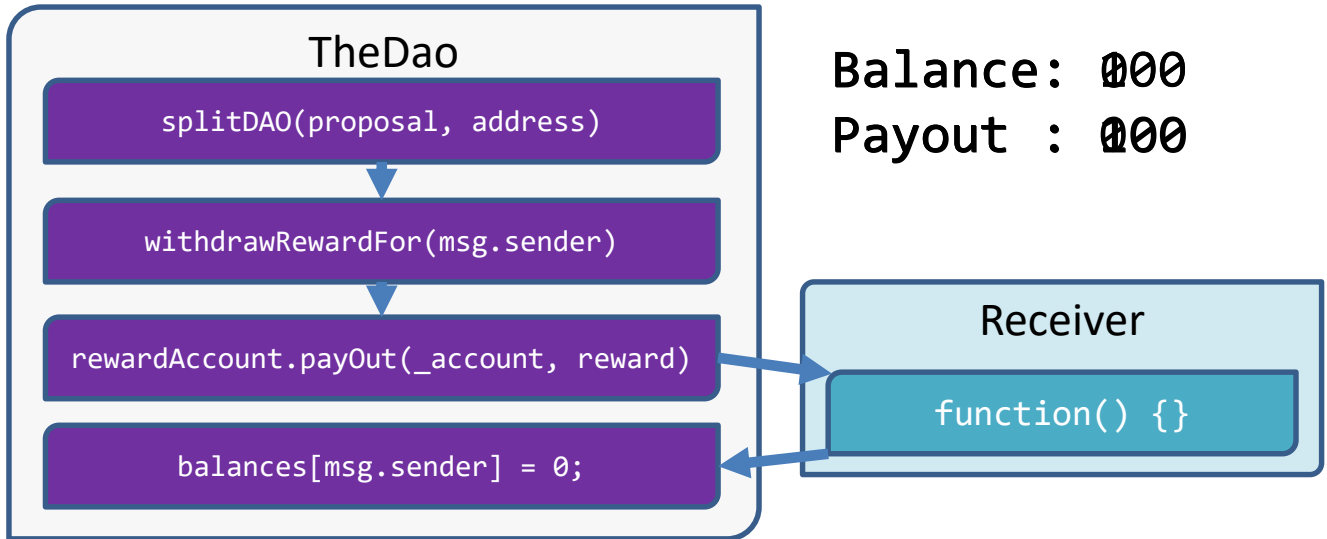 TheDao
splitDAO(proposal, address)
withdrawRewardFor(msg.sender)
rewardAccount.payOut(_account, reward)
balances[msg.sender] = 0;
Balance:
Payout :
Receiver
function() {}